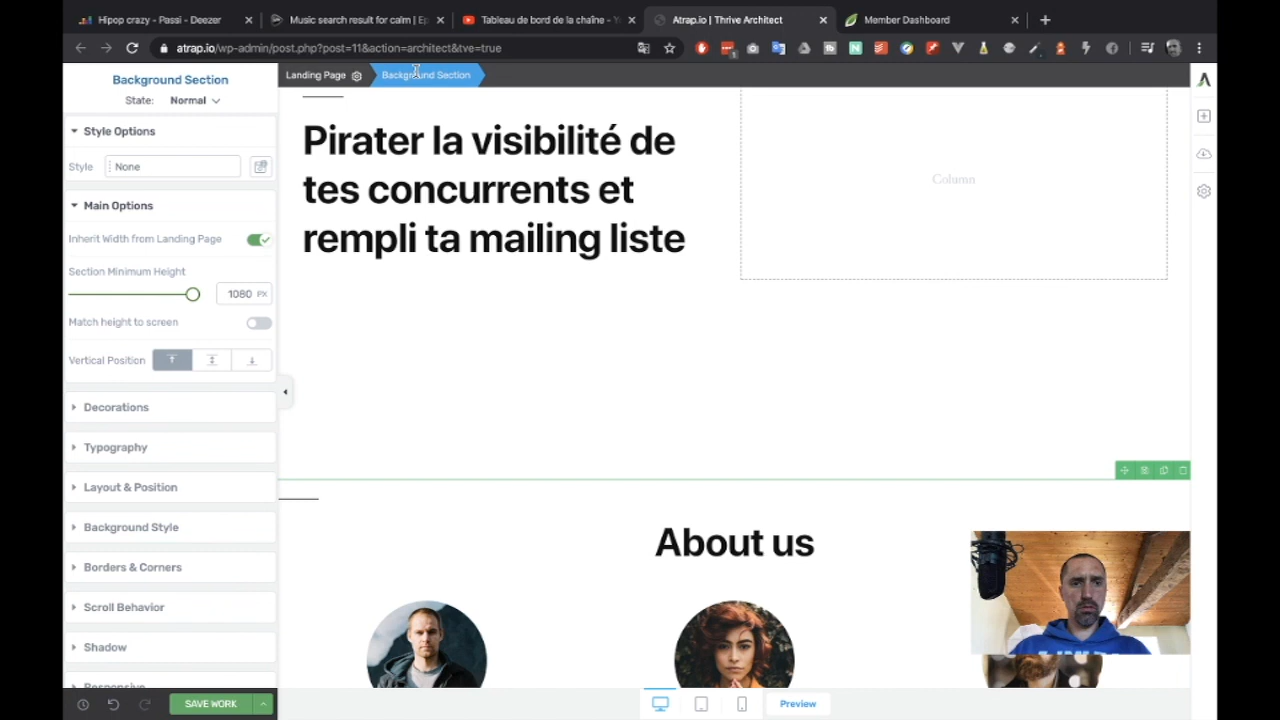 Hipop crazy - Passi - Deezer
Music search result for calm | Ep
Tableau de bord de la chaîne - Y
Atrap.io | Thrive Architect
Member Dashboard
atrap.io/wp-admin/post.php?post=11&action=architect&tve=true
Background Section
State: Normal
Landing Page
Background Section
Style Options
Style None
Main Options
Inherit Width from Landing Page
Section Minimum Height
1080 PX
Match height to screen
Vertical Position
Decorations
Typography
Layout & Position
Background Style
Borders & Corners
Scroll Behavior
Shadow
Responsive
SAVE WORK
Pirater la visibilité de
tes concurrents et
rempli ta mailing liste
Column
About us
Preview